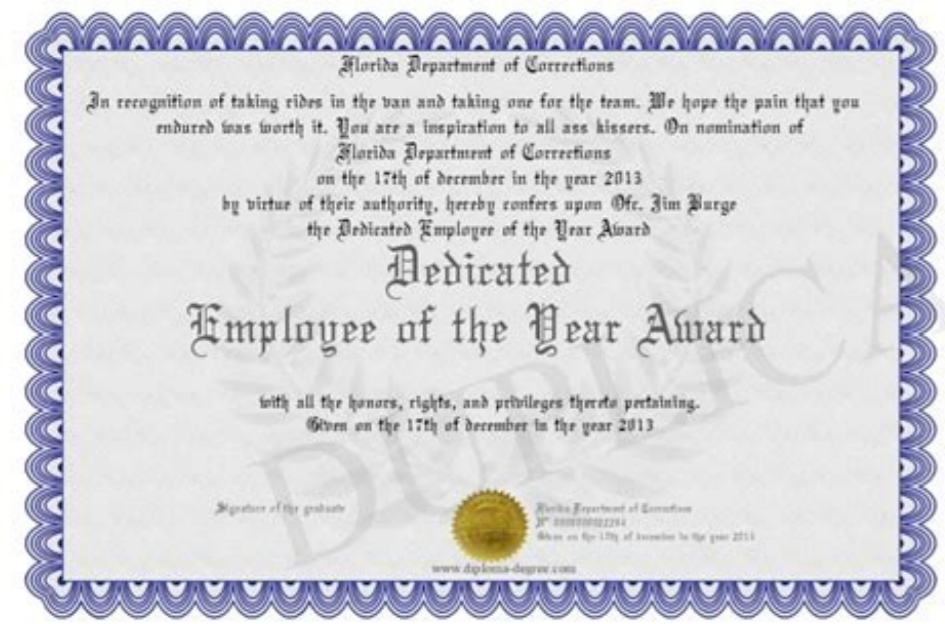 Florida Department of Corrections
In recognition of taking rides in the van and taking one for the team. We hope the pain that you
endured was worth it. You are a inspiration to all ass kissers. On nomination of
Florida Department of Corrections
on the 17th of december in the year 2013
by virtue of their authority, hereby confers upon Ofc. Jim Burge
the Dedicated Employee of the Year Award
Dedicated
Employee of the Year Award
with all the honors, rights, and privileges thereto pertaining.
Given on the 17th of december in the year 2013
DUPLICA
Signature of the graduate
Florida Department of Corrections
Given on the 17th of december in the year 2013
www.diploma-degree.com